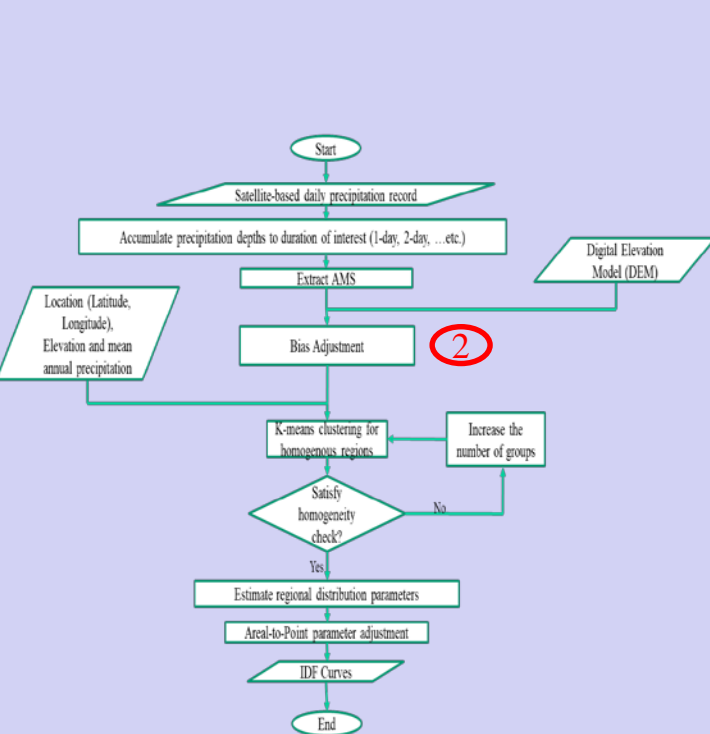 Start
Satellite-based daily precipitation record
Accumulate precipitation depths to duration of interest (1-day, 2-day, …etc.)
Digital Elevation
Model (DEM)
Extract AMS
Location (Latitude,
Longitude),
Elevation and mean
annual precipitation
Bias Adjustment
2
K-means clustering for
homogenous regions
Increase the
number of groups
Satisfy
homogeneity
check?
No
Yes
Estimate regional distribution parameters
Areal-to-Point parameter adjustment
IDF Curves
End